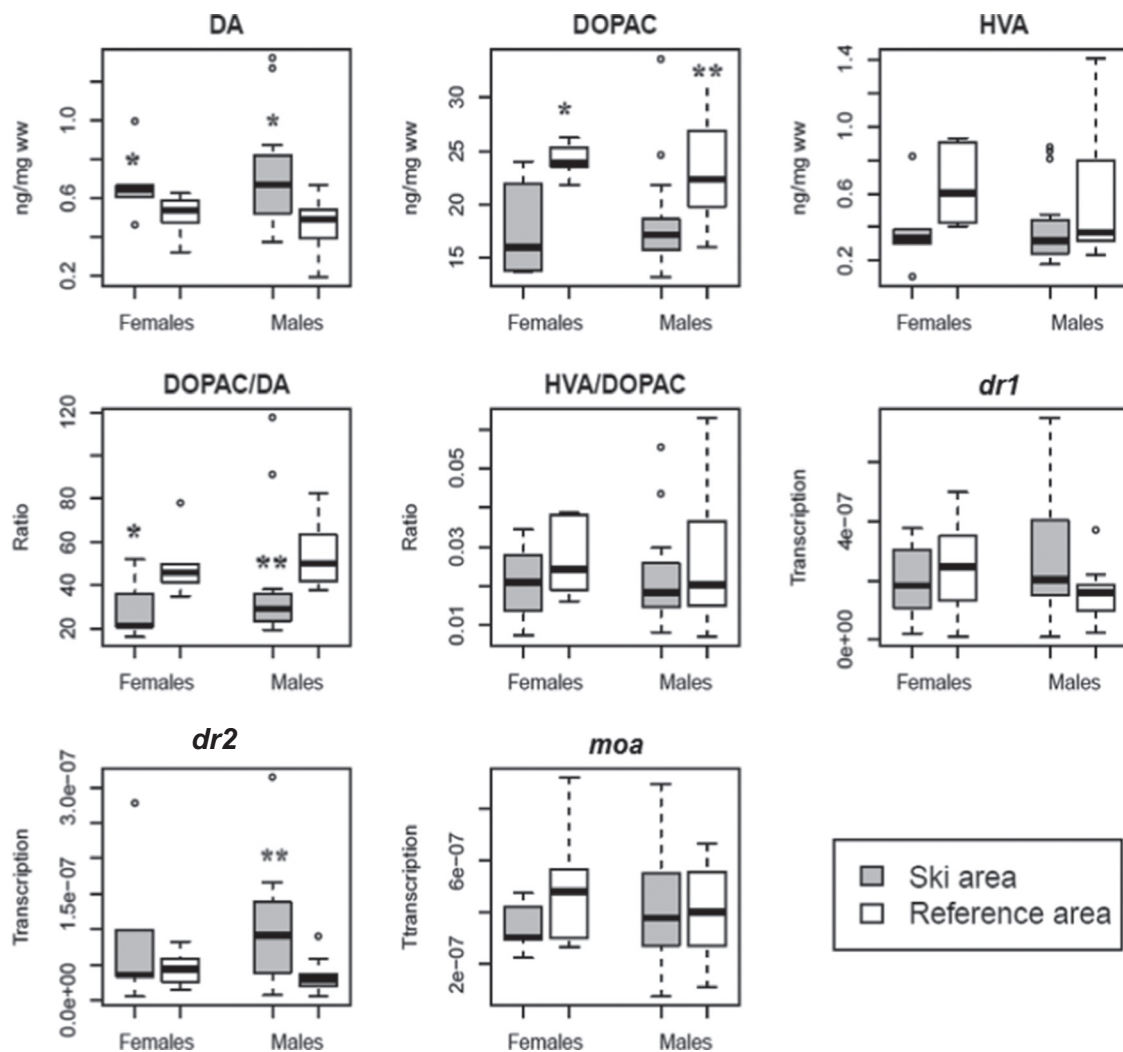 DA
ng/mg ww
0.2
0.6
1.0
*
*
Females
Males
DOPAC
ng/mg ww
15
20
25
30
*
**
Females
Males
HVA
ng/mg ww
0.2
0.6
1.0
1.4
Females
Males
DOPAC/DA
Ratio
20
40
60
80
120
*
**
Females
Males
HVA/DOPAC
Ratio
0.01
0.03
0.05
Females
Males
dr1
Transcription
0e+00
4e−07
Females
Males
dr2
Transcription
0.0e+00
1.5e−07
3.0e−07
**
Females
Males
moa
Ttranscription
2e−07
6e−07
Females
Males
Ski area
Reference area